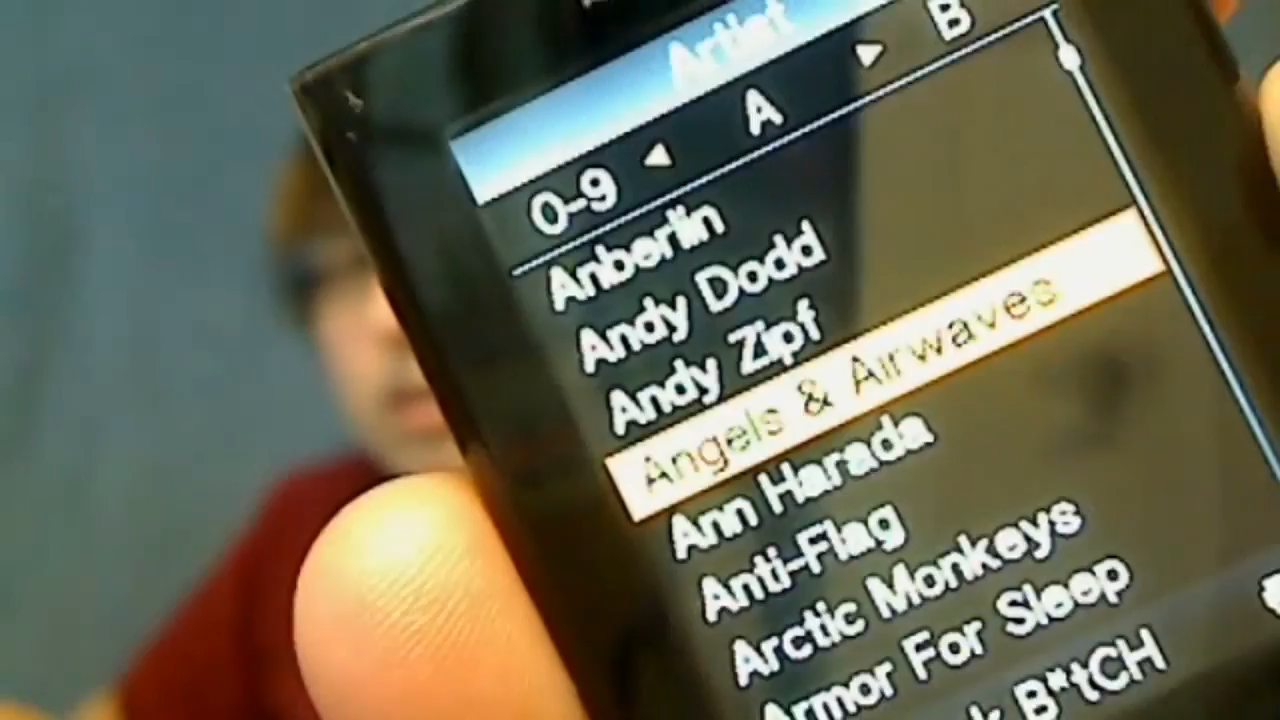 Artist
0-9 ◀ A ▶ B
Anberlin
Andy Dodd
Andy Zipf
Angels & Airwaves
Ann Harada
Anti-Flag
Arctic Monkeys
Armor For Sleep
B*tCH